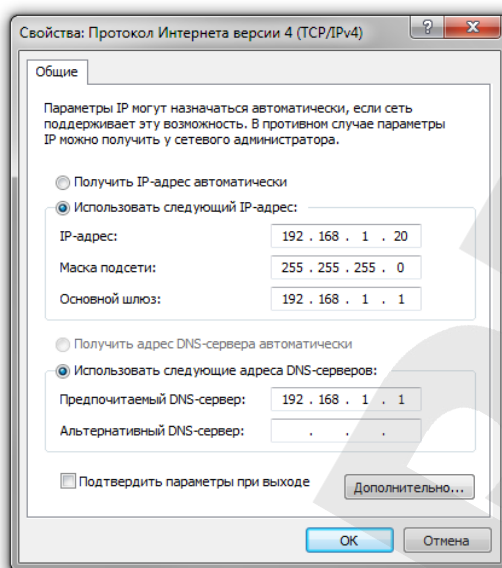 Свойства: Протокол Интернета версии 4 (TCP/IPv4)
Общие
Параметры IP могут назначаться автоматически, если сеть
поддерживает эту возможность. В противном случае параметры
IP можно получить у сетевого администратора.
Получить IP-адрес автоматически
Использовать следующий IP-адрес:
IP-адрес: 192 . 168 . 1 . 20
Маска подсети: 255 . 255 . 255 . 0
Основной шлюз: 192 . 168 . 1 . 1
Получить адрес DNS-сервера автоматически
Использовать следующие адреса DNS-серверов:
Предпочитаемый DNS-сервер: 192 . 168 . 1 . 1
Альтернативный DNS-сервер: . . .
Подтвердить параметры при выходе
Дополнительно...
OK Отмена